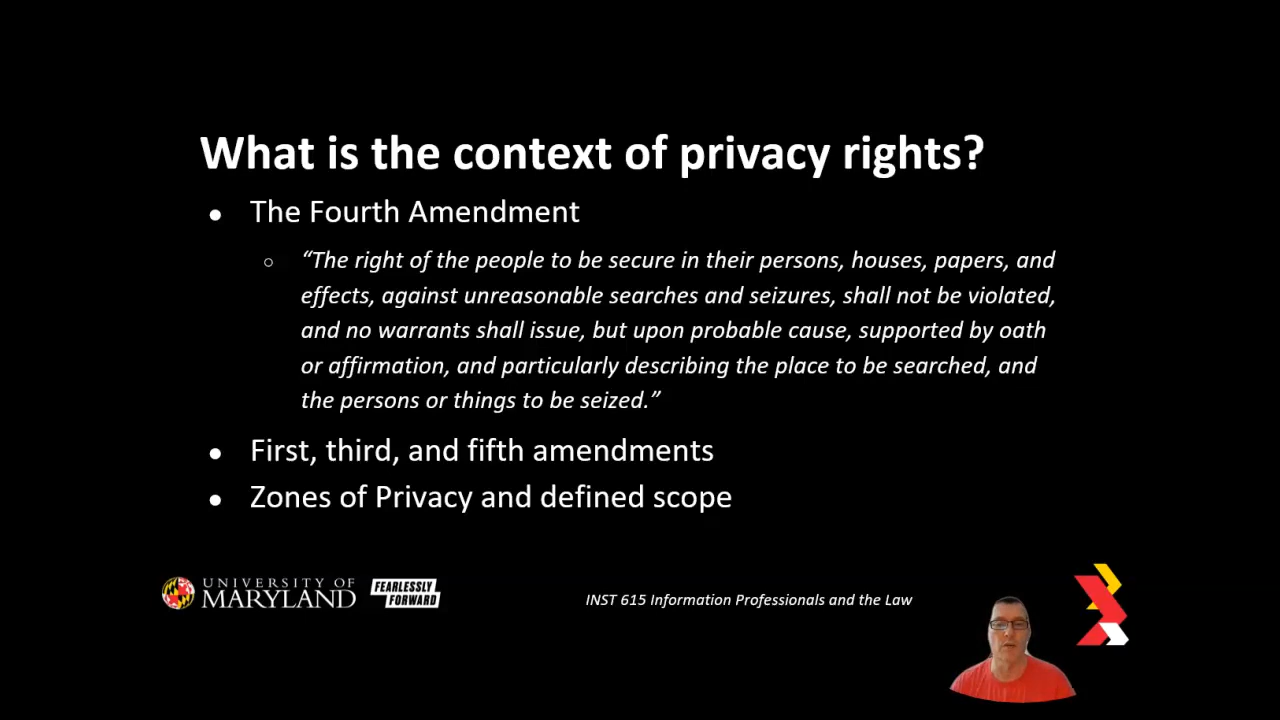 What is the context of privacy rights?
● The Fourth Amendment
○ “The right of the people to be secure in their persons, houses, papers, and
effects, against unreasonable searches and seizures, shall not be violated,
and no warrants shall issue, but upon probable cause, supported by oath
or affirmation, and particularly describing the place to be searched, and
the persons or things to be seized.”
● First, third, and fifth amendments
● Zones of Privacy and defined scope
UNIVERSITY OF
MARYLAND
FEARLESSLY
FORWARD
INST 615 Information Professionals and the Law